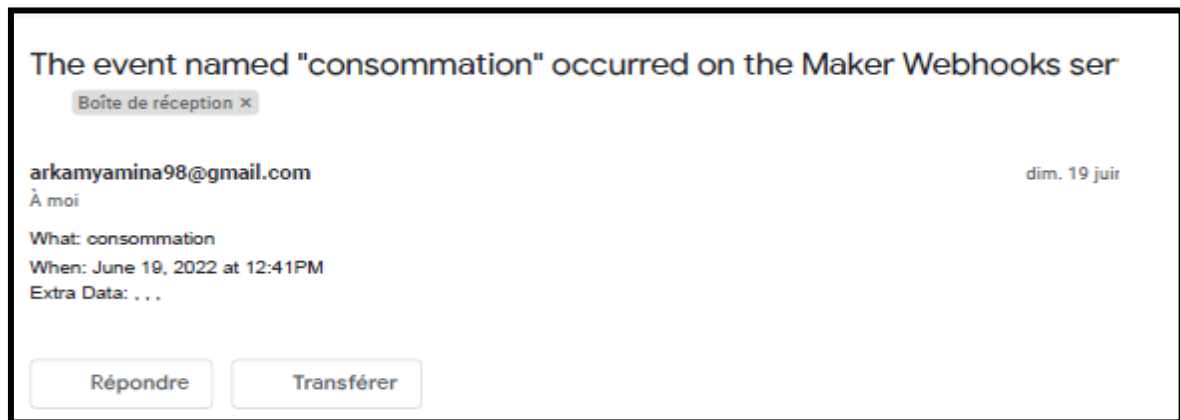 The event named "consommation" occurred on the Maker Webhooks ser
Boîte de réception ×
arkamyamina98@gmail.com
dim. 19 juin
À moi
What: consommation
When: June 19, 2022 at 12:41PM
Extra Data: , , ,
Répondre
Transférer